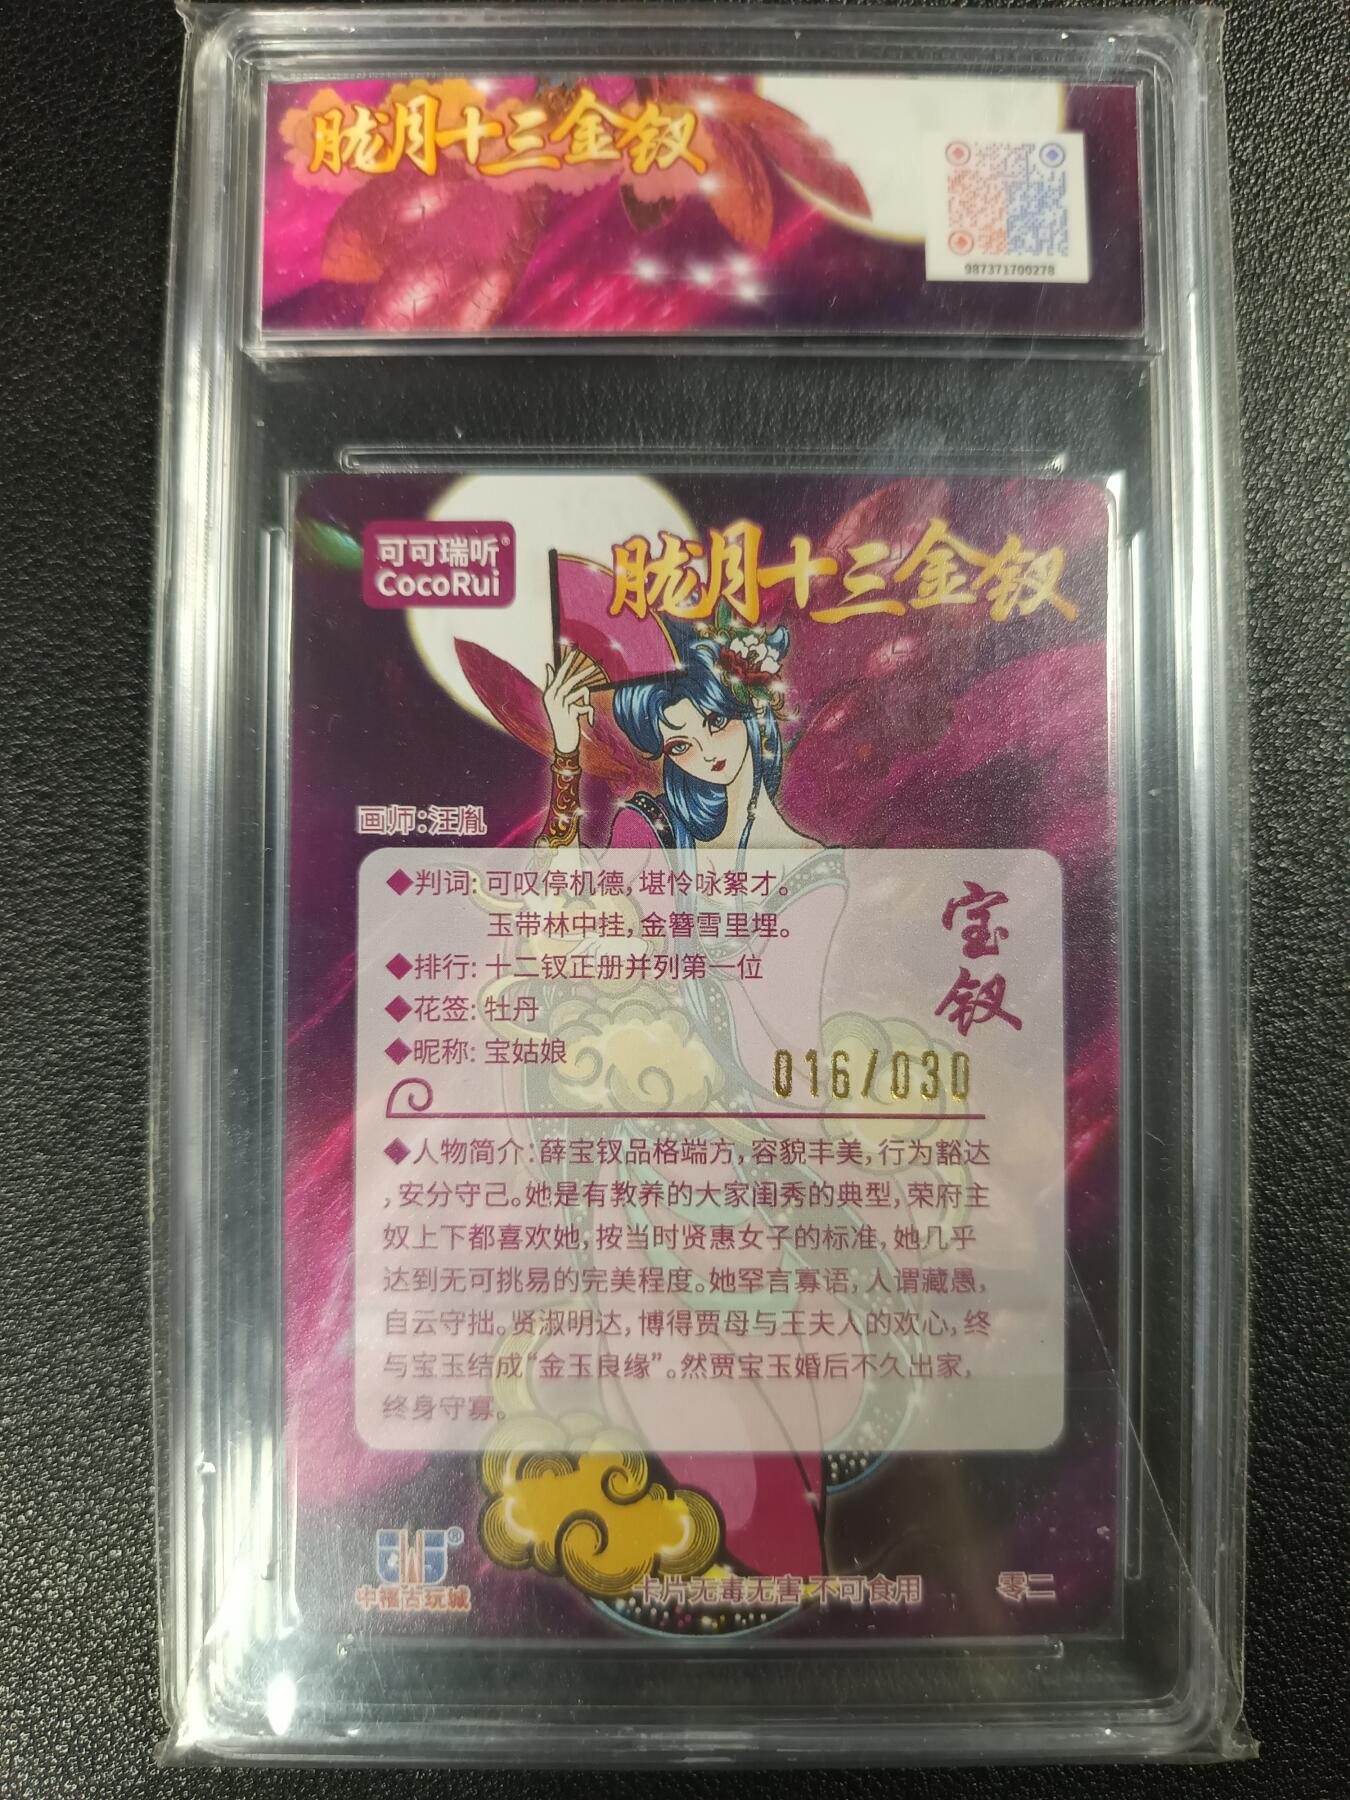 胧月十三金钗
987371700278
可可瑞听®
CocoRui
胧月十三金钗
画师:汪胤
◆判词: 可叹停机德, 堪怜咏絮才。
玉带林中挂, 金簪雪里埋。
◆排行: 十二钗正册并列第一位
◆花签: 牡丹
◆昵称: 宝姑娘
宝钗
016/030
◆人物简介:薛宝钗品格端方, 容貌丰美, 行为豁达
, 安分守己。她是有教养的大家闺秀的典型, 荣府主
奴上下都喜欢她, 按当时贤惠女子的标准, 她几乎
达到无可挑易的完美程度。她罕言寡语, 人谓藏愚,
自云守拙。贤淑明达, 博得贾母与王夫人的欢心, 终
与宝玉结成“金玉良缘”。然贾宝玉婚后不久出家,
终身守寡。
®
中福古玩城
卡片无毒无害 不可食用
零二